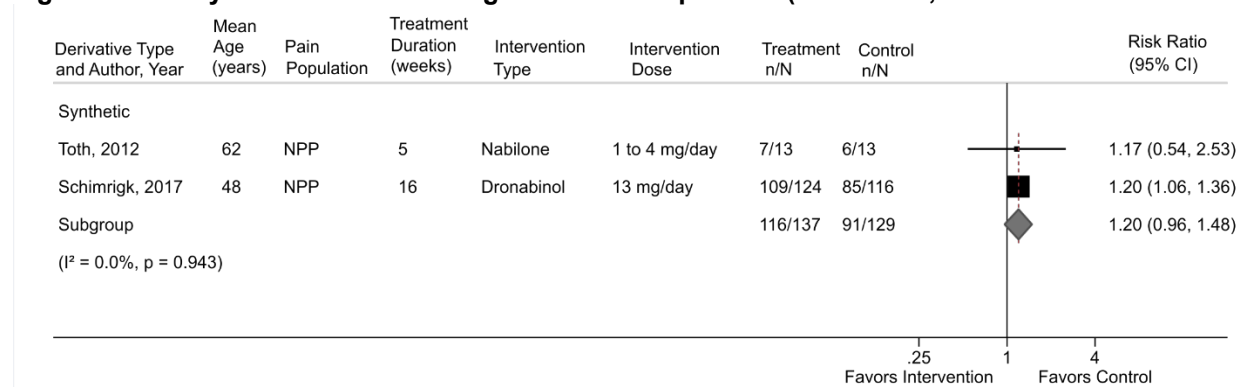 Mean Age (years)
Treatment Duration (weeks)
Derivative Type and Author, Year
Pain Population
Intervention Type
Intervention Dose
Treatment n/N
Control n/N
Risk Ratio (95% CI)
Synthetic
Toth, 2012 62 NPP 5 Nabilone 1 to 4 mg/day 7/13 6/13 1.17 (0.54, 2.53)
Schimrigk, 2017 48 NPP 16 Dronabinol 13 mg/day 109/124 85/116 1.20 (1.06, 1.36)
Subgroup 116/137 91/129 1.20 (0.96, 1.48)
(I² = 0.0%, p = 0.943)
.25 1 4
Favors Intervention Favors Control